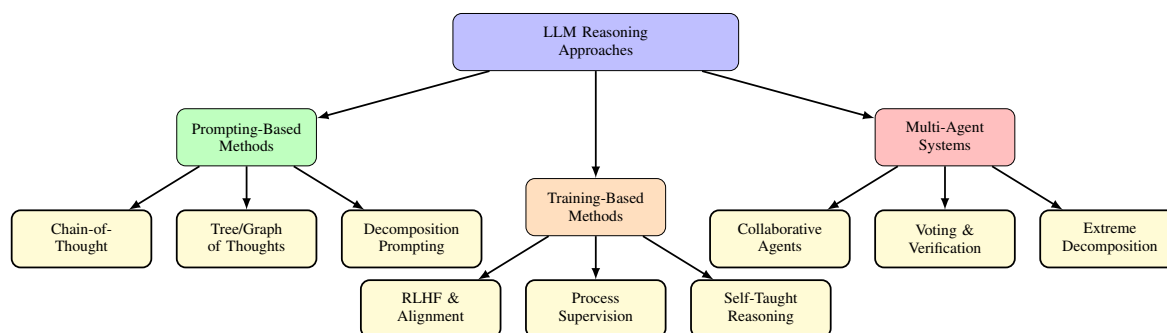 LLM Reasoning
Approaches
Prompting-Based
Methods
Multi-Agent
Systems
Training-Based
Methods
Chain-of-
Thought
Tree/Graph
of Thoughts
Decomposition
Prompting
Collaborative
Agents
Voting &
Verification
Extreme
Decomposition
RLHF &
Alignment
Process
Supervision
Self-Taught
Reasoning